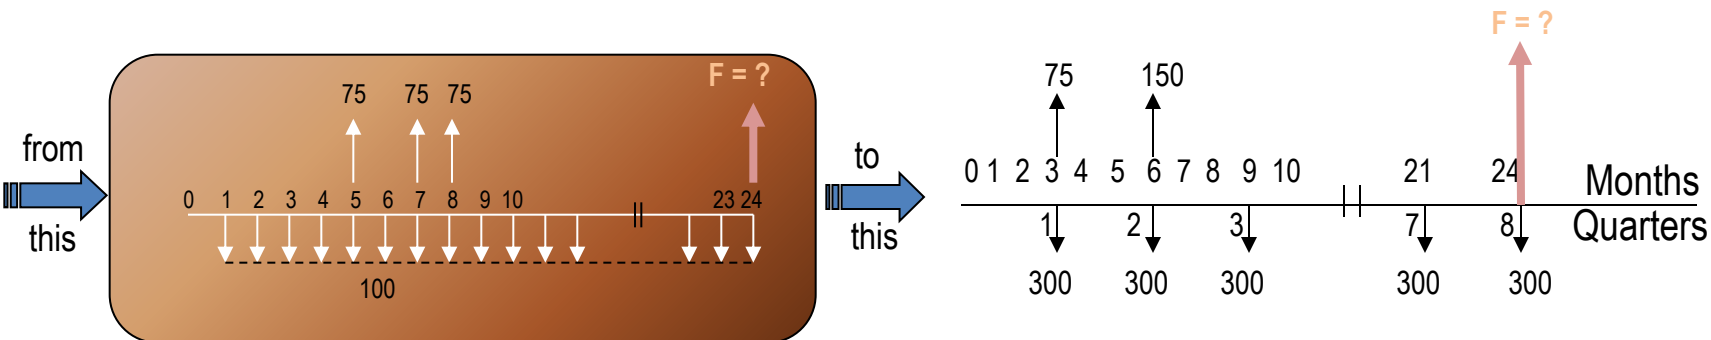 from
this
F = ?
75 75 75
0 1 2 3 4 5 6 7 8 9 10 23 24
100
to
this
F = ?
75 150
0 1 2 3 4 5 6 7 8 9 10 21 24
Months
1 2 3 7 8
Quarters
300 300 300 300 300